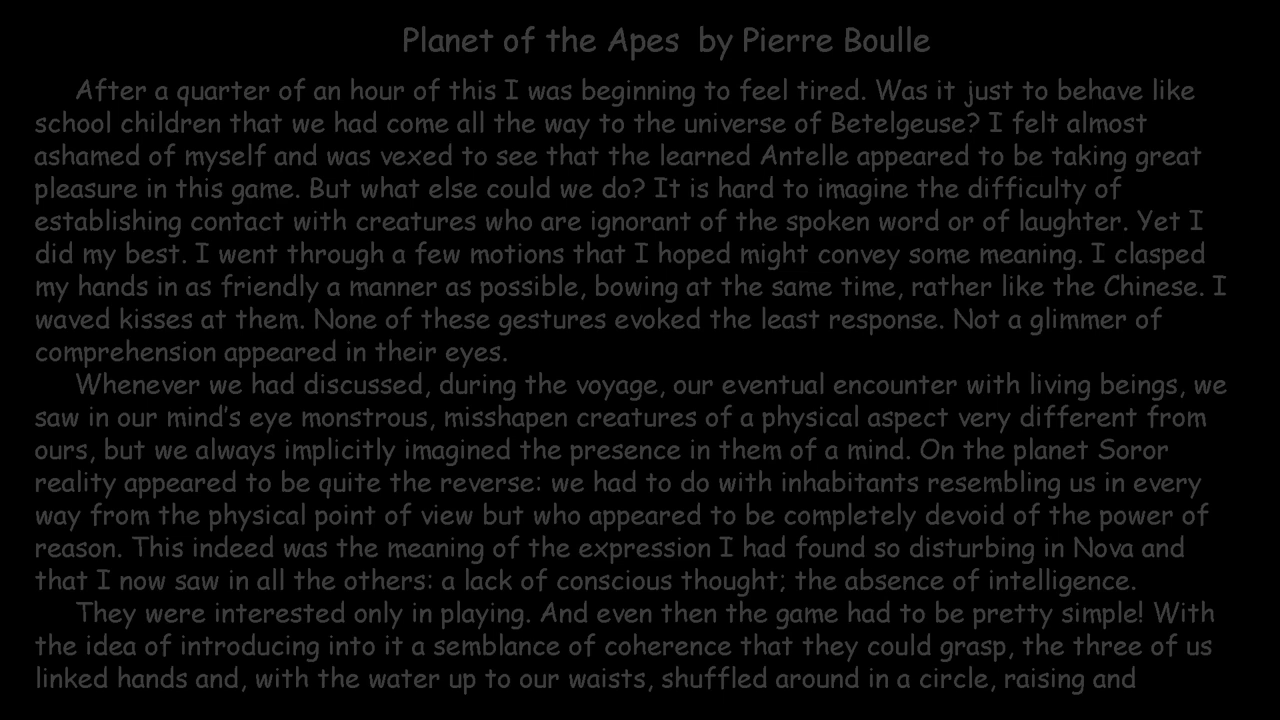 Planet of the Apes  by Pierre Boulle
After a quarter of an hour of this I was beginning to feel tired. Was it just to behave like
school children that we had come all the way to the universe of Betelgeuse? I felt almost
ashamed of myself and was vexed to see that the learned Antelle appeared to be taking great
pleasure in this game. But what else could we do? It is hard to imagine the difficulty of
establishing contact with creatures who are ignorant of the spoken word or of laughter. Yet I
did my best. I went through a few motions that I hoped might convey some meaning. I clasped
my hands in as friendly a manner as possible, bowing at the same time, rather like the Chinese. I
waved kisses at them. None of these gestures evoked the least response. Not a glimmer of
comprehension appeared in their eyes.
Whenever we had discussed, during the voyage, our eventual encounter with living beings, we
saw in our mind’s eye monstrous, misshapen creatures of a physical aspect very different from
ours, but we always implicitly imagined the presence in them of a mind. On the planet Soror
reality appeared to be quite the reverse: we had to do with inhabitants resembling us in every
way from the physical point of view but who appeared to be completely devoid of the power of
reason. This indeed was the meaning of the expression I had found so disturbing in Nova and
that I now saw in all the others: a lack of conscious thought; the absence of intelligence.
They were interested only in playing. And even then the game had to be pretty simple! With
the idea of introducing into it a semblance of coherence that they could grasp, the three of us
linked hands and, with the water up to our waists, shuffled around in a circle, raising and